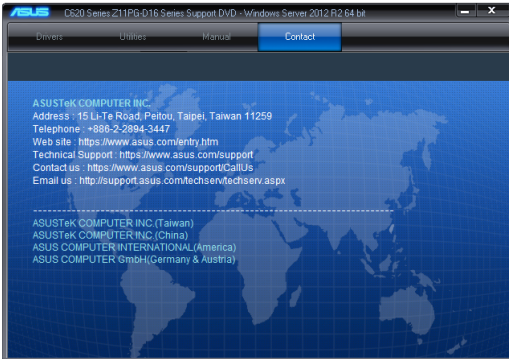 ASUS C620 Series Z11PG-D16 Series Support DVD - Windows Server 2012 R2 64 bit
Drivers Utilities Manual Contact
ASUSTeK COMPUTER INC.
Address : 15 Li-Te Road, Peitou, Taipei, Taiwan 11259
Telephone : +886-2-2894-3447
Web site : https://www.asus.com/entry.htm
Technical Support : https://www.asus.com/support
Contact us : https://www.asus.com/support/CallUs
Email us : http://support.asus.com/techserv/techserv.aspx
ASUSTeK COMPUTER INC.(Taiwan)
ASUSTeK COMPUTER INC.(China)
ASUS COMPUTER INTERNATIONAL(America)
ASUS COMPUTER GmbH(Germany & Austria)